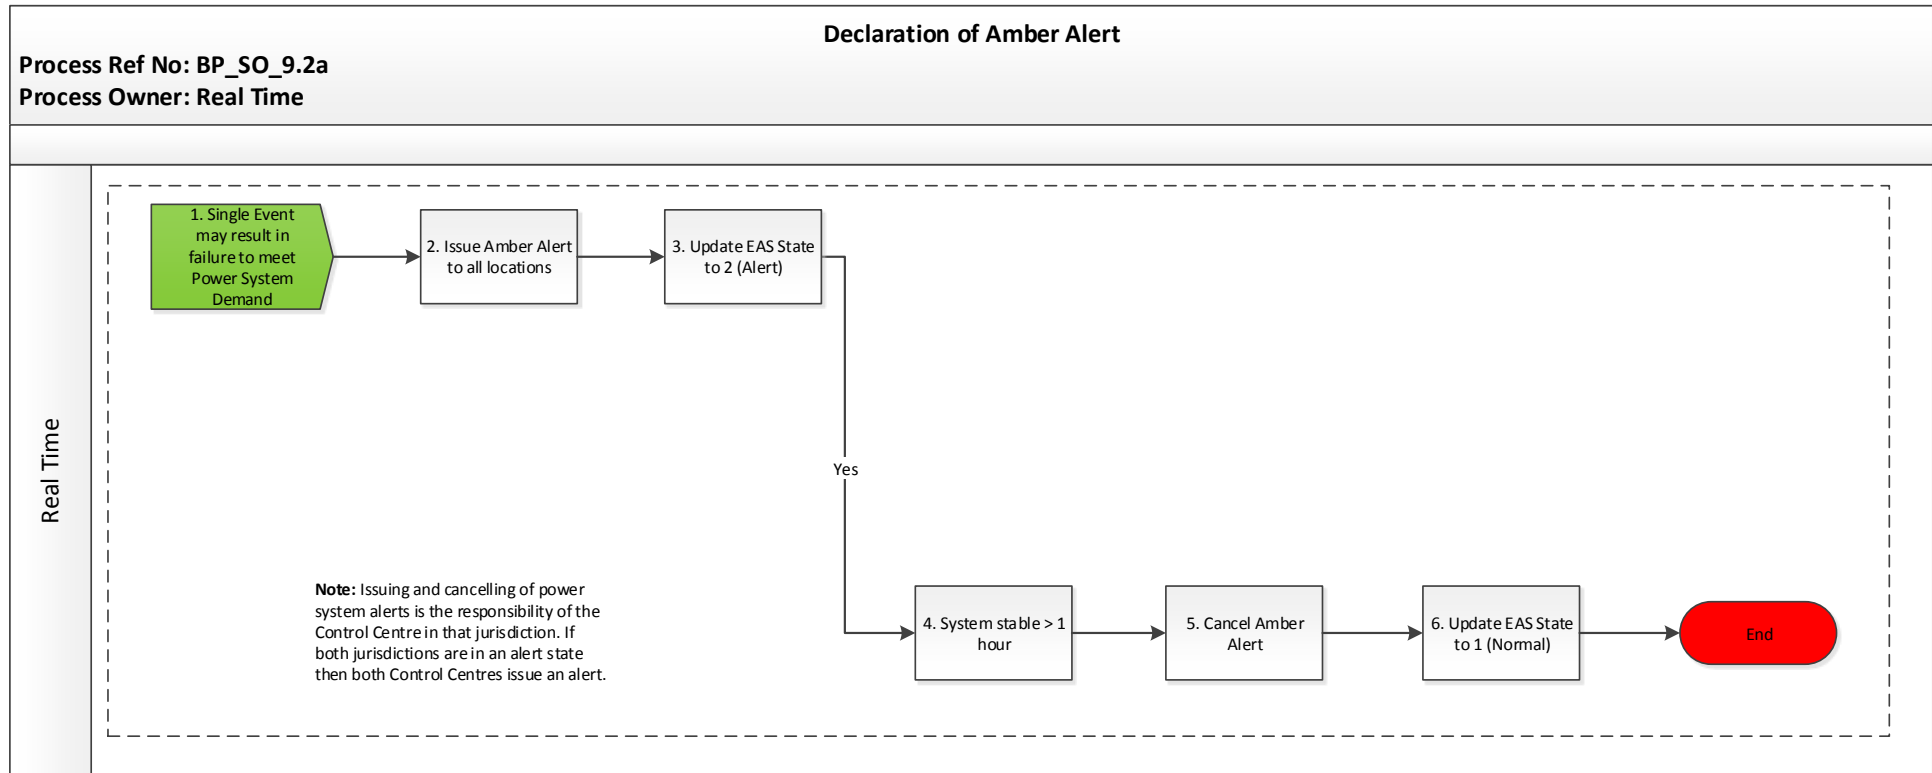 Declaration of Amber Alert
Process Ref No: BP_SO_9.2a
Process Owner: Real Time
Real Time
1. Single Event
may result in
failure to meet
Power System
Demand
2. Issue Amber Alert
to all locations
3. Update EAS State
to 2 (Alert)
Yes
Note: Issuing and cancelling of power
system alerts is the responsibility of the
Control Centre in that jurisdiction. If
both jurisdictions are in an alert state
then both Control Centres issue an alert.
4. System stable > 1
hour
5. Cancel Amber
Alert
6. Update EAS State
to 1 (Normal)
End